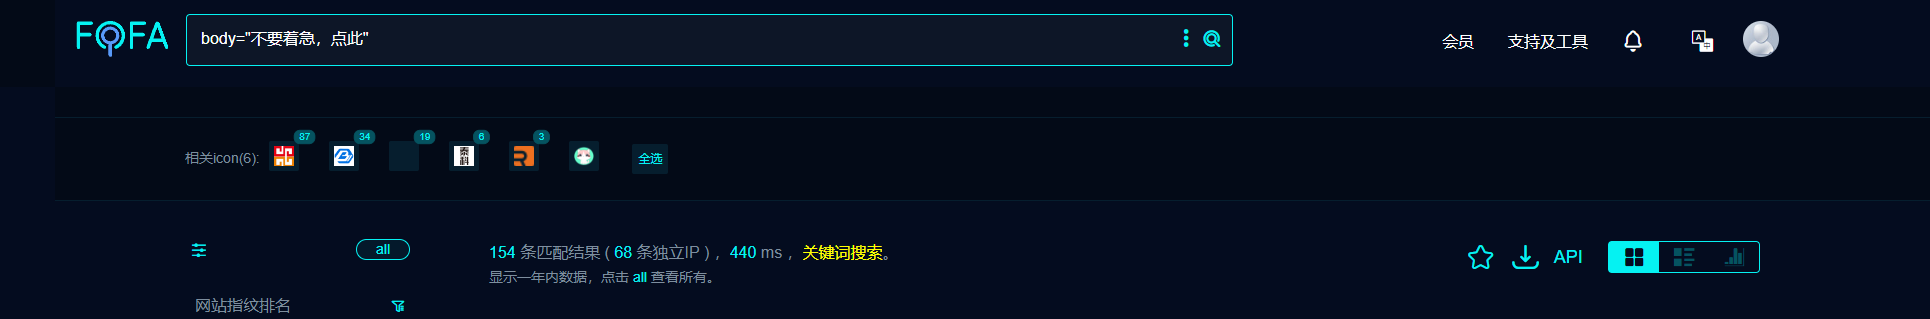 FOFA
body="不要着急，点此"
会员
支持及工具
A
中
相关icon(6):
87
34
19
6
泰科
3
全选
all
154 条匹配结果 ( 68 条独立IP ) ，440 ms ，关键词搜索。
API
显示一年内数据，点击 all 查看所有。
网站指纹排名